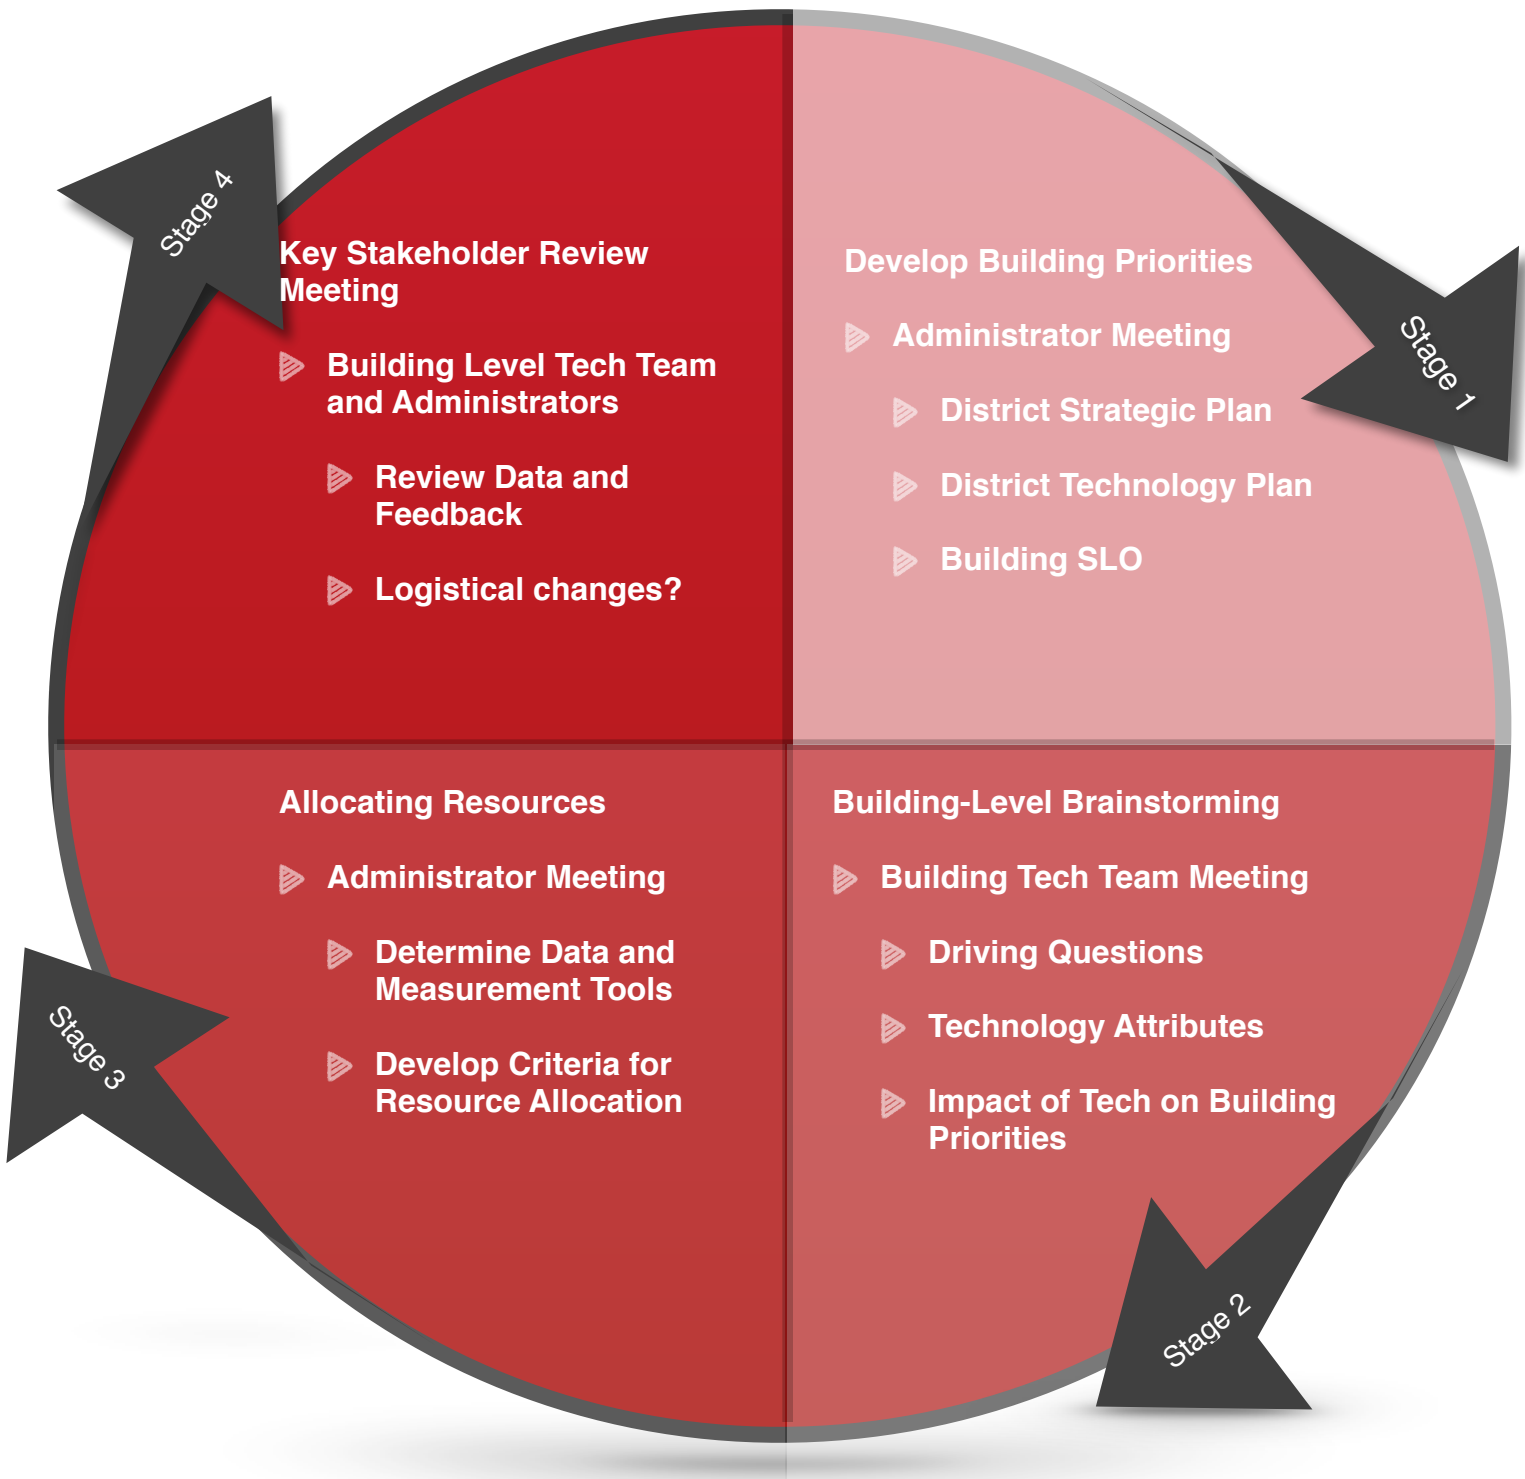 Stage 1
Develop Building Priorities
Administrator Meeting
District Strategic Plan
District Technology Plan
Building SLO
Stage 2
Building-Level Brainstorming
Building Tech Team Meeting
Driving Questions
Technology Attributes
Impact of Tech on Building
Priorities
Stage 3
Allocating Resources
Administrator Meeting
Determine Data and
Measurement Tools
Develop Criteria for
Resource Allocation
Stage 4
Key Stakeholder Review
Meeting
Building Level Tech Team
and Administrators
Review Data and
Feedback
Logistical changes?